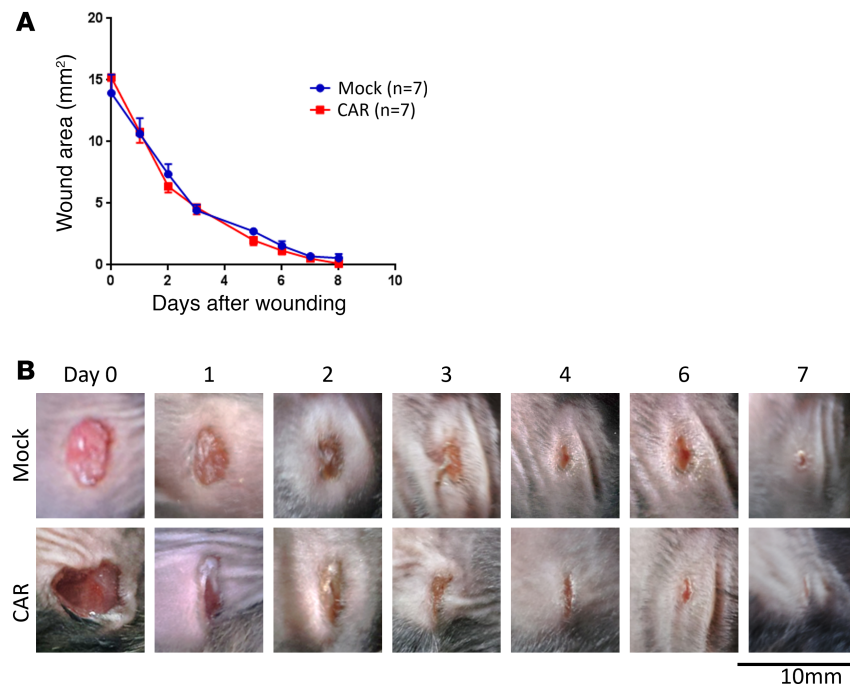 A
20
15
10
5
0
Wound area (mm²)
0 2 4 6 8 10
Days after wounding
Mock (n=7)
CAR (n=7)
B
Day 0 1 2 3 4 6 7
Mock
CAR
10mm